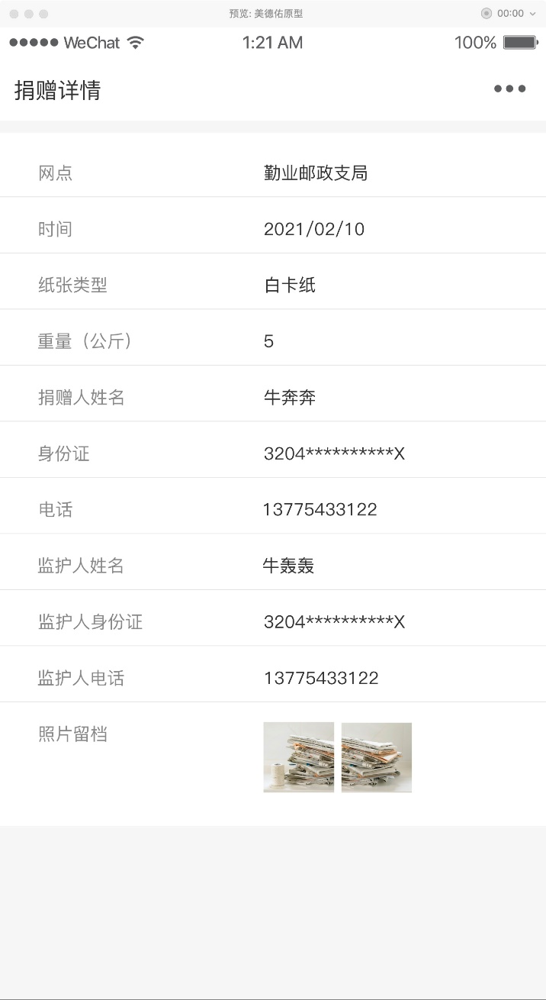 预览: 美德佑原型
00:00
WeChat
1:21 AM
100%
捐赠详情
网点 勤业邮政支局
时间 2021/02/10
纸张类型 白卡纸
重量（公斤） 5
捐赠人姓名 牛奔奔
身份证 3204**********X
电话 13775433122
监护人姓名 牛轰轰
监护人身份证 3204**********X
监护人电话 13775433122
照片留档